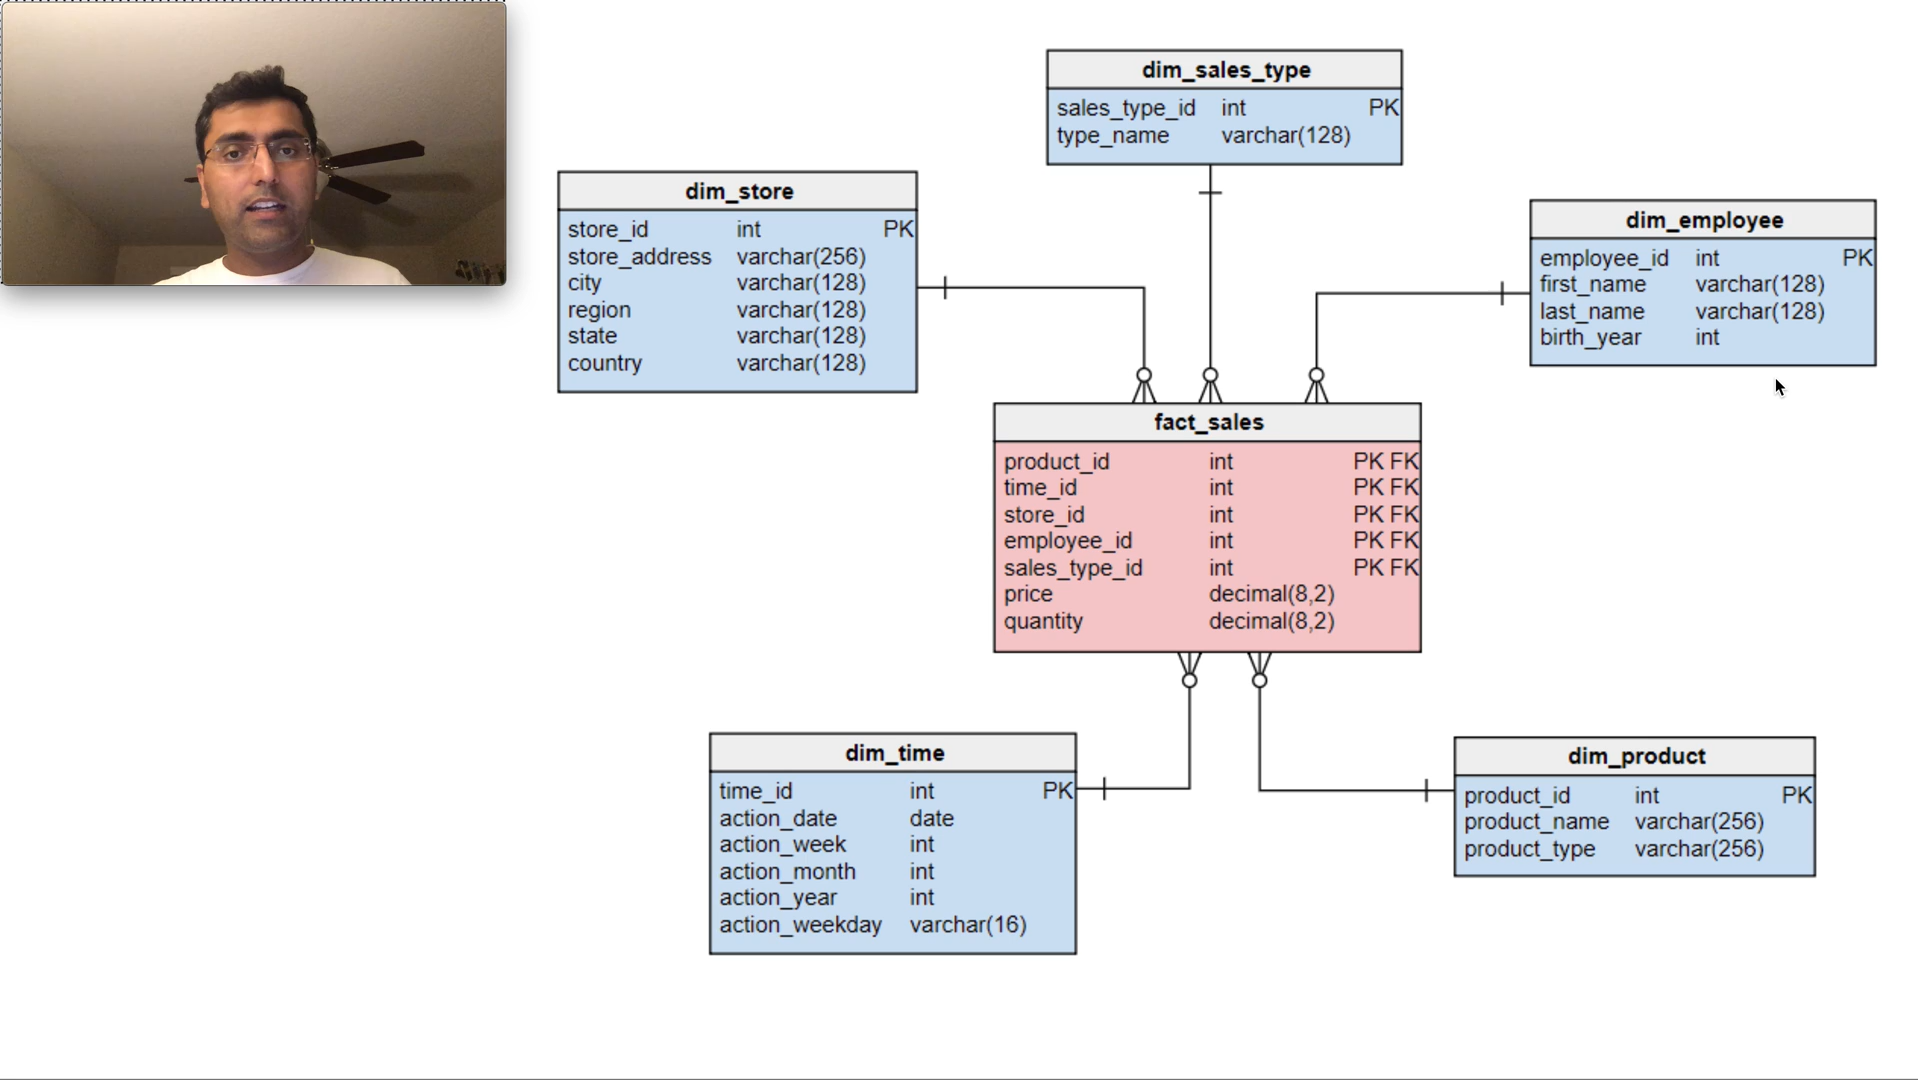 dim_sales_type
sales_type_id int PK
type_name varchar(128)
dim_store
store_id int PK
store_address varchar(256)
city varchar(128)
region varchar(128)
state varchar(128)
country varchar(128)
dim_employee
employee_id int PK
first_name varchar(128)
last_name varchar(128)
birth_year int
fact_sales
product_id int PK FK
time_id int PK FK
store_id int PK FK
employee_id int PK FK
sales_type_id int PK FK
price decimal(8,2)
quantity decimal(8,2)
dim_time
time_id int PK
action_date date
action_week int
action_month int
action_year int
action_weekday varchar(16)
dim_product
product_id int PK
product_name varchar(256)
product_type varchar(256)